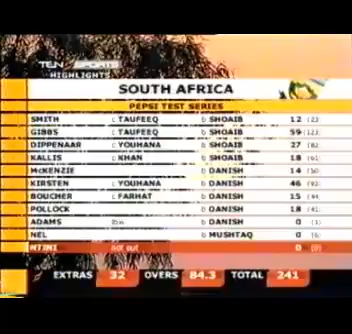 TEN SPORTS
HIGHLIGHTS
SOUTH AFRICA
PEPSI TEST SERIES
SMITH c TAUFEEQ b SHOAIB 12
GIBBS c TAUFEEQ b SHOAIB 59
DIPPENAAR c YOUHANA b SHOAIB 27
KALLIS c KHAN b SHOAIB 18
McKENZIE b DANISH 14
KIRSTEN c YOUHANA b DANISH 46
BOUCHER c FARHAT b DANISH 15
POLLOCK b DANISH 18
ADAMS lbw b DANISH 0
NEL b MUSHTAQ 0
NTINI not out 0 (0)
EXTRAS 32 OVERS 84.3 TOTAL 241